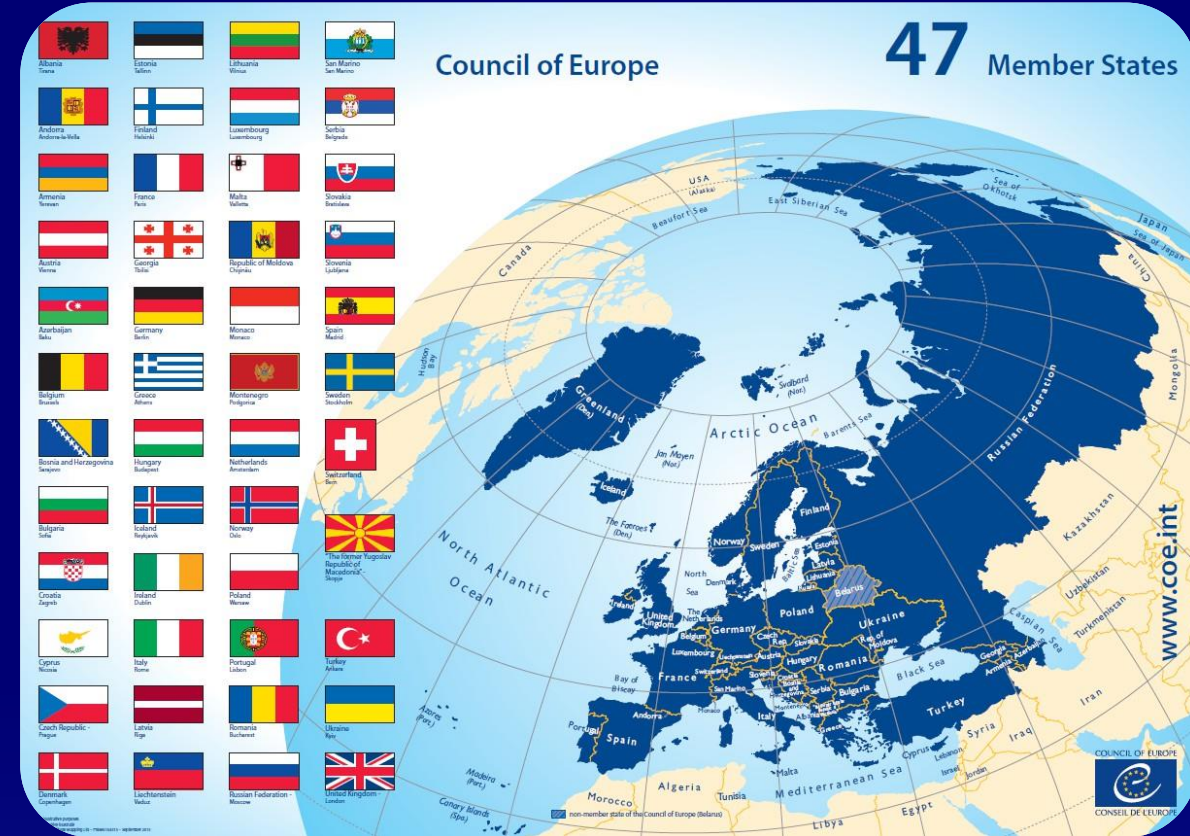 Council of Europe
47 Member States
Albania
Tirana
Andorra
Andorra-la-Vella
Armenia
Yerevan
Austria
Vienna
Azerbaijan
Baku
Belgium
Brussels
Bosnia and Herzegovina
Sarajevo
Bulgaria
Sofia
Croatia
Zagreb
Cyprus
Nicosia
Czech Republic -
Prague
Denmark
Copenhagen
Estonia
Tallinn
Finland
Helsinki
France
Paris
Georgia
Tbilisi
Germany
Berlin
Greece
Athens
Hungary
Budapest
Iceland
Reykjavik
Ireland
Dublin
Italy
Rome
Latvia
Riga
Liechtenstein
Vaduz
Lithuania
Vilnius
Luxembourg
Luxembourg
Malta
Valletta
Republic of Moldova
Chişinău
Monaco
Monaco
Montenegro
Podgorica
Netherlands
Amsterdam
Norway
Oslo
Poland
Warsaw
Portugal
Lisbon
Romania
Bucharest
Russian Federation -
Moscow
San Marino
San Marino
Serbia
Belgrade
Slovakia
Bratislava
Slovenia
Ljubljana
Spain
Madrid
Sweden
Stockholm
Switzerland
Bern
"The former Yugoslav
Republic of
Macedonia"
Skopje
Turkey
Ankara
Ukraine
Kyiv
United Kingdom -
London
USA
(Alaska)
Beaufort Sea
East Siberian Sea
Sea of
Okhotsk
Japan
Sea of Japan
China
Canada
Hudson
Bay
Mongolia
Greenland
(Den.)
Svalbard
(Nor.)
Arctic Ocean
Barents Sea
Russian Federation
Jan Mayen
(Nor.)
Iceland
The Faeroes
(Den.)
North Atlantic
Ocean
Norway
Sweden
Finland
Baltic Sea
Estonia
Latvia
Lithuania
Belarus
Kazakhstan
Uzbekistan
Turkmenistan
Caspian Sea
North
Sea
Denmark
Ireland
United
Kingdom
The
Netherlands
Belgium
Luxembourg
Germany
Poland
Ukraine
Czech
Rep.
Slovakia
Rep. of
Moldova
Liechtenstein
Austria
Hungary
Romania
Switzerland
Slovenia
Bay of
Biscay
France
San Marino
Monaco
Serbia
Bulgaria
Black Sea
Georgia
Armenia
Azerbaijan
Azores
(Port.)
Portugal
Spain
Andorra
Italy
Turkey
Iran
Iraq
Syria
Cyprus
Lebanon
Israel
Jordan
Malta
Mediterranean Sea
Madeira
(Port.)
Canary Islands
(Spa.)
Morocco
Algeria
Tunisia
Libya
Egypt
non-member state of the Council of Europe (Belarus)
www.coe.int
COUNCIL OF EUROPE
CONSEIL DE L'EUROPE